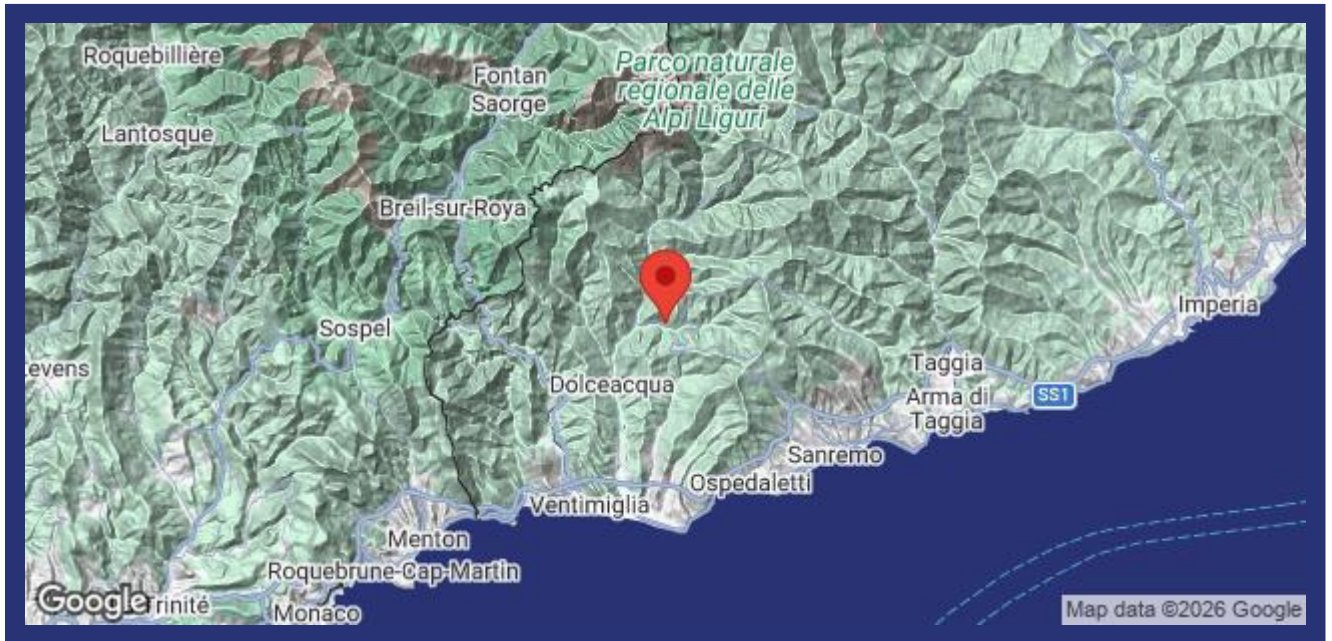 Roquebillière
Parco naturale
regionale delle
Alpi Liguri
Fontan
Saorge
Lantosque
Breil-sur-Roya
Imperia
Sospel
Taggia
evens
Dolceacqua
SS1
Arma di
Taggia
Sanremo
Ospedaletti
Ventimiglia
Menton
Roquebrune-Cap-Martin
Google
Trinité
Monaco
Map data ©2026 Google